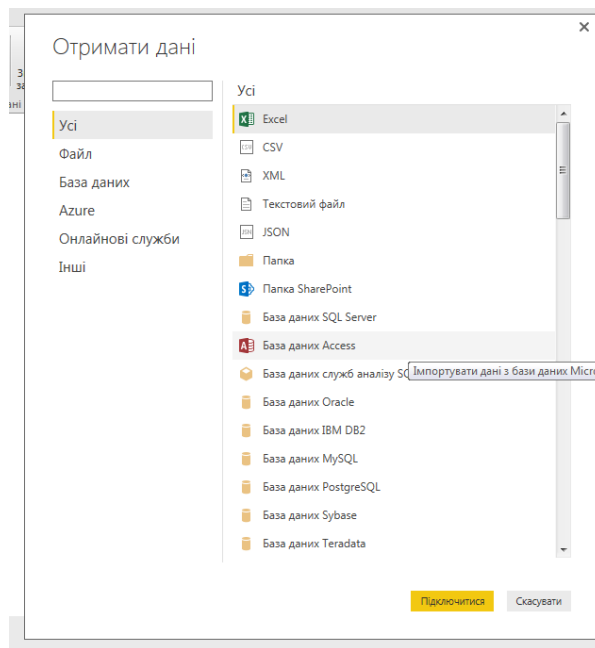 Отримати дані
Усі
Файл
База даних
Azure
Онлайнові служби
Інші
Усі
Excel
CSV
XML
Текстовий файл
JSON
Папка
Папка SharePoint
База даних SQL Server
База даних Access
База даних служб аналізу
Імпортувати дані з бази даних
База даних Oracle
База даних IBM DB2
База даних MySQL
База даних PostgreSQL
База даних Sybase
База даних Teradata
Підключитися
Скасувати